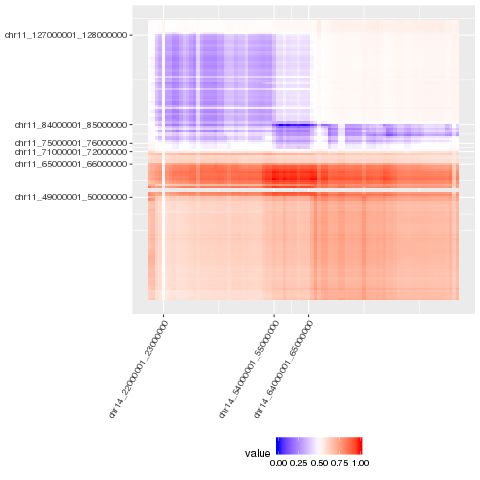 chr11_127000001_128000000
chr11_84000001_85000000
chr11_75000001_76000000
chr11_71000001_72000000
chr11_65000001_66000000
chr11_49000001_50000000
chr14_22000001_23000000
chr14_54000001_55000000
chr14_64000001_65000000
value
0.00 0.25 0.50 0.75 1.00